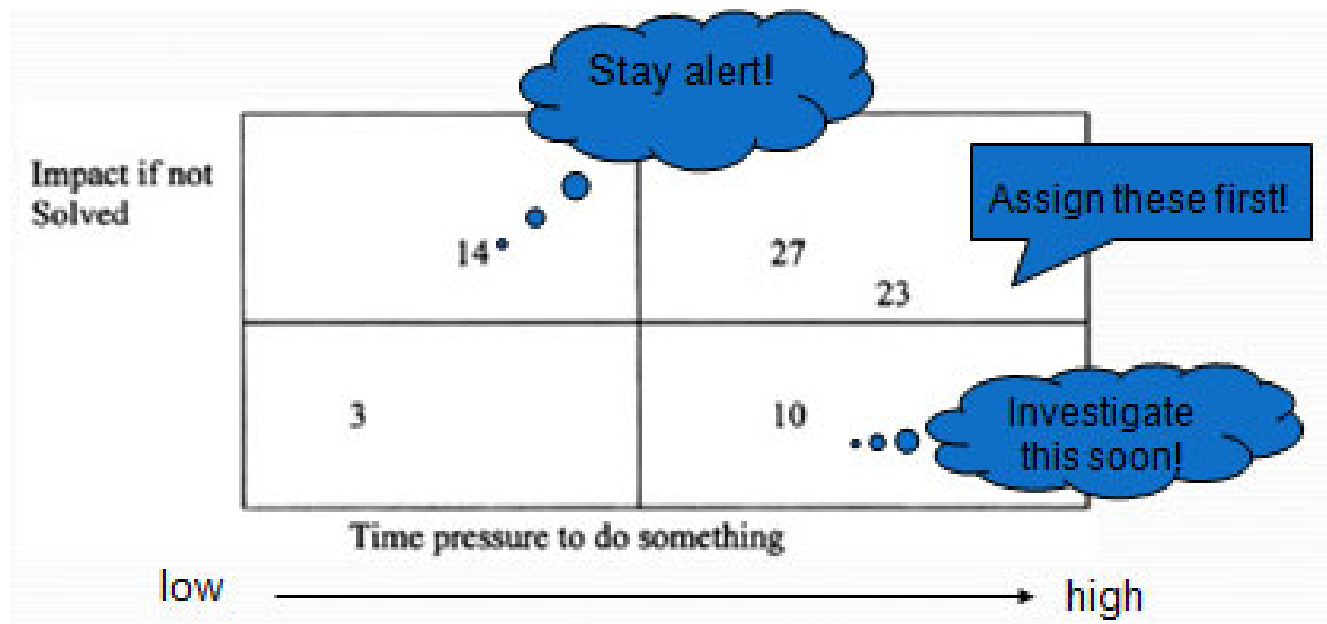 Stay alert!
Impact if not
Solved
Assign these first!
14
27
23
3
10
Investigate
this soon!
Time pressure to do something
low
high